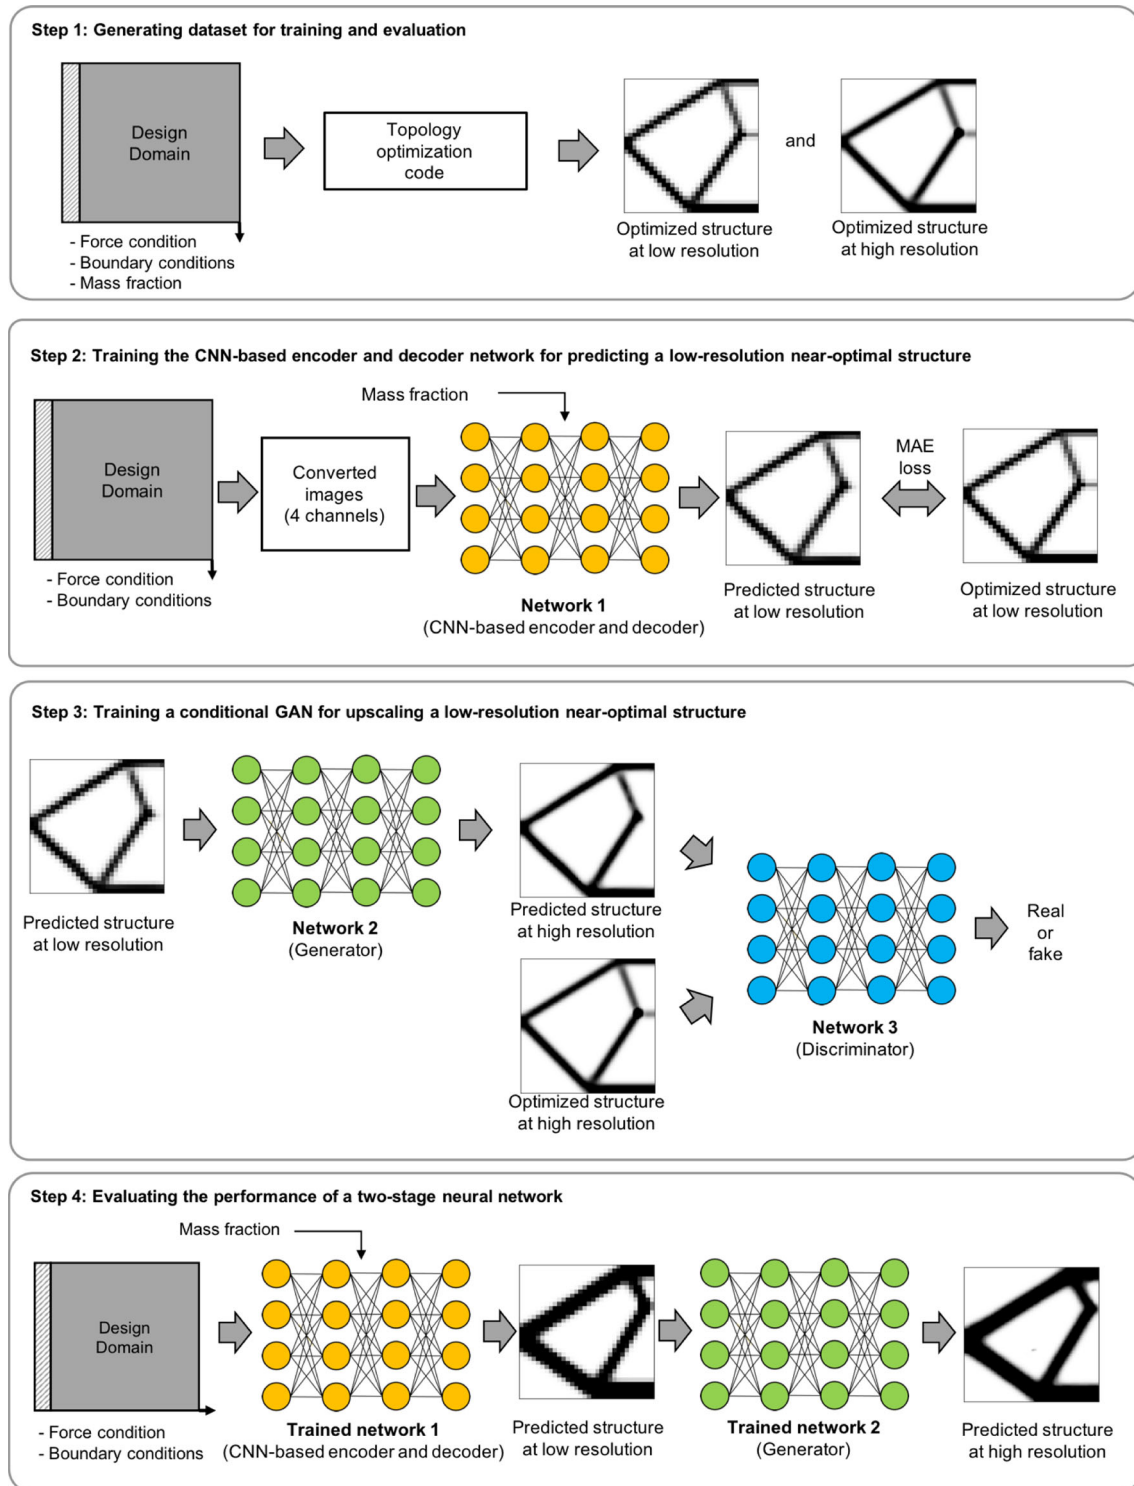 Step 1: Generating dataset for training and evaluation
Design
Domain
- Force condition
- Boundary conditions
- Mass fraction
Topology
optimization
code
Optimized structure
at low resolution
and
Optimized structure
at high resolution
Step 2: Training the CNN-based encoder and decoder network for predicting a low-resolution near-optimal structure
Design
Domain
- Force condition
- Boundary conditions
Converted
images
(4 channels)
Mass fraction
Network 1
(CNN-based encoder and decoder)
Predicted structure
at low resolution
MAE
loss
Optimized structure
at low resolution
Step 3: Training a conditional GAN for upscaling a low-resolution near-optimal structure
Predicted structure
at low resolution
Network 2
(Generator)
Predicted structure
at high resolution
Optimized structure
at high resolution
Network 3
(Discriminator)
Real
or
fake
Step 4: Evaluating the performance of a two-stage neural network
Mass fraction
Design
Domain
- Force condition
- Boundary conditions
Trained network 1
(CNN-based encoder and decoder)
Predicted structure
at low resolution
Trained network 2
(Generator)
Predicted structure
at high resolution